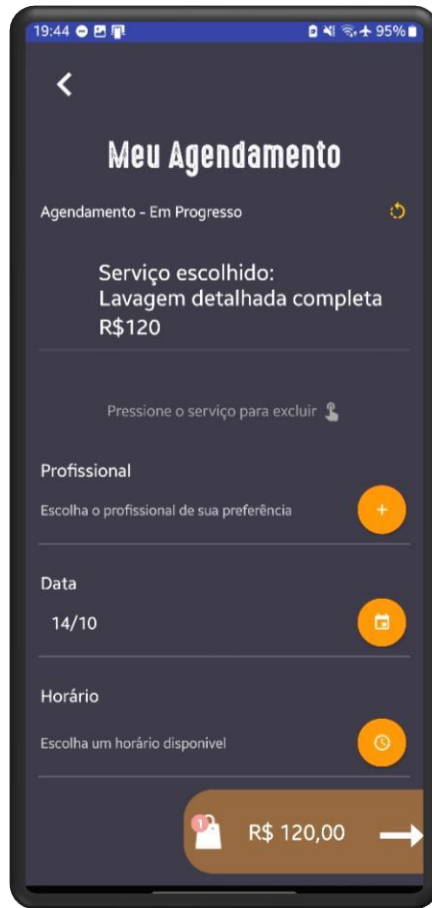 19:44 95%
Meu Agendamento
Agendamento - Em Progresso
Serviço escolhido:
Lavagem detalhada completa
R$120
Pressione o serviço para excluir
Profissional
Escolha o profissional de sua preferência
Data
14/10
Horário
Escolha um horário disponivel
1
R$ 120,00